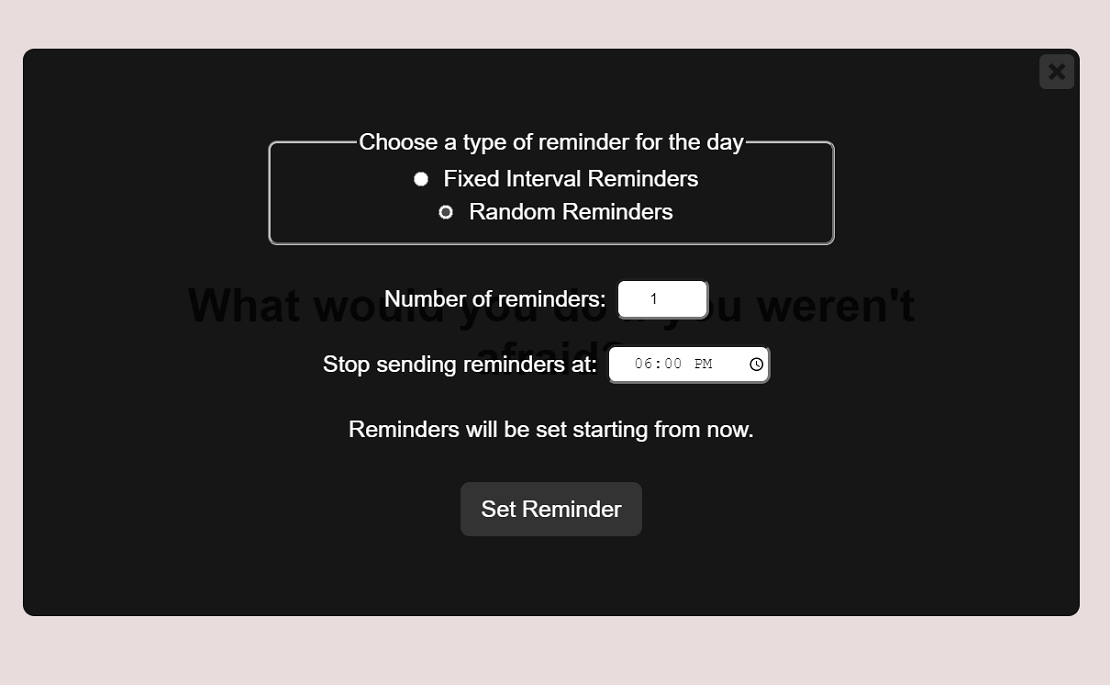 Choose a type of reminder for the day
Fixed Interval Reminders
Random Reminders
What would you do if you weren't
afraid?
Number of reminders: 1
Stop sending reminders at: 06:00 PM
Reminders will be set starting from now.
Set Reminder